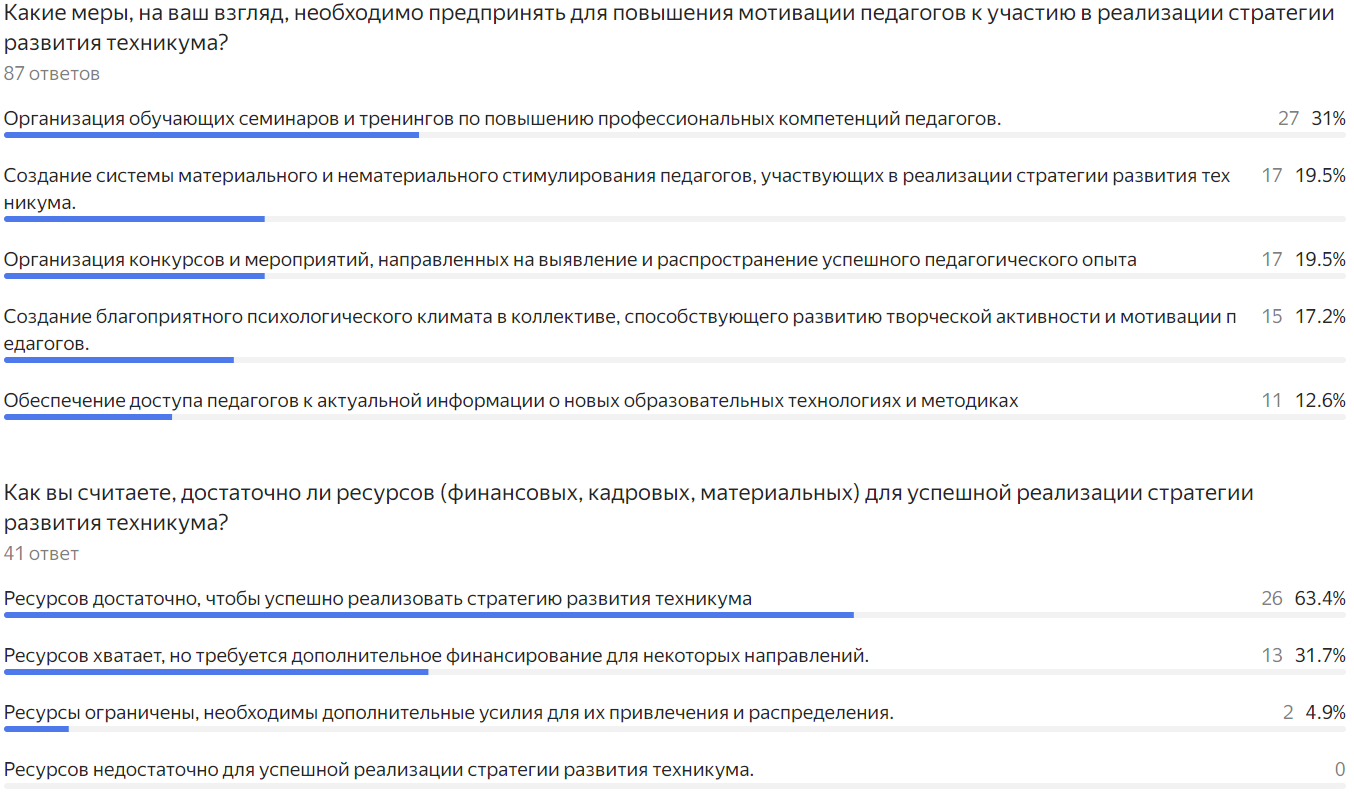 Какие меры, на ваш взгляд, необходимо предпринять для повышения мотивации педагогов к участию в реализации стратегии
развития техникума?
87 ответов
Организация обучающих семинаров и тренингов по повышению профессиональных компетенций педагогов. 27 31%
Создание системы материального и нематериального стимулирования педагогов, участвующих в реализации стратегии развития тех 17 19.5%
никума.
Организация конкурсов и мероприятий, направленных на выявление и распространение успешного педагогического опыта 17 19.5%
Создание благоприятного психологического климата в коллективе, способствующего развитию творческой активности и мотивации п 15 17.2%
едагогов.
Обеспечение доступа педагогов к актуальной информации о новых образовательных технологиях и методиках 11 12.6%
Как вы считаете, достаточно ли ресурсов (финансовых, кадровых, материальных) для успешной реализации стратегии
развития техникума?
41 ответ
Ресурсов достаточно, чтобы успешно реализовать стратегию развития техникума 26 63.4%
Ресурсов хватает, но требуется дополнительное финансирование для некоторых направлений. 13 31.7%
Ресурсы ограничены, необходимы дополнительные усилия для их привлечения и распределения. 2 4.9%
Ресурсов недостаточно для успешной реализации стратегии развития техникума. 0